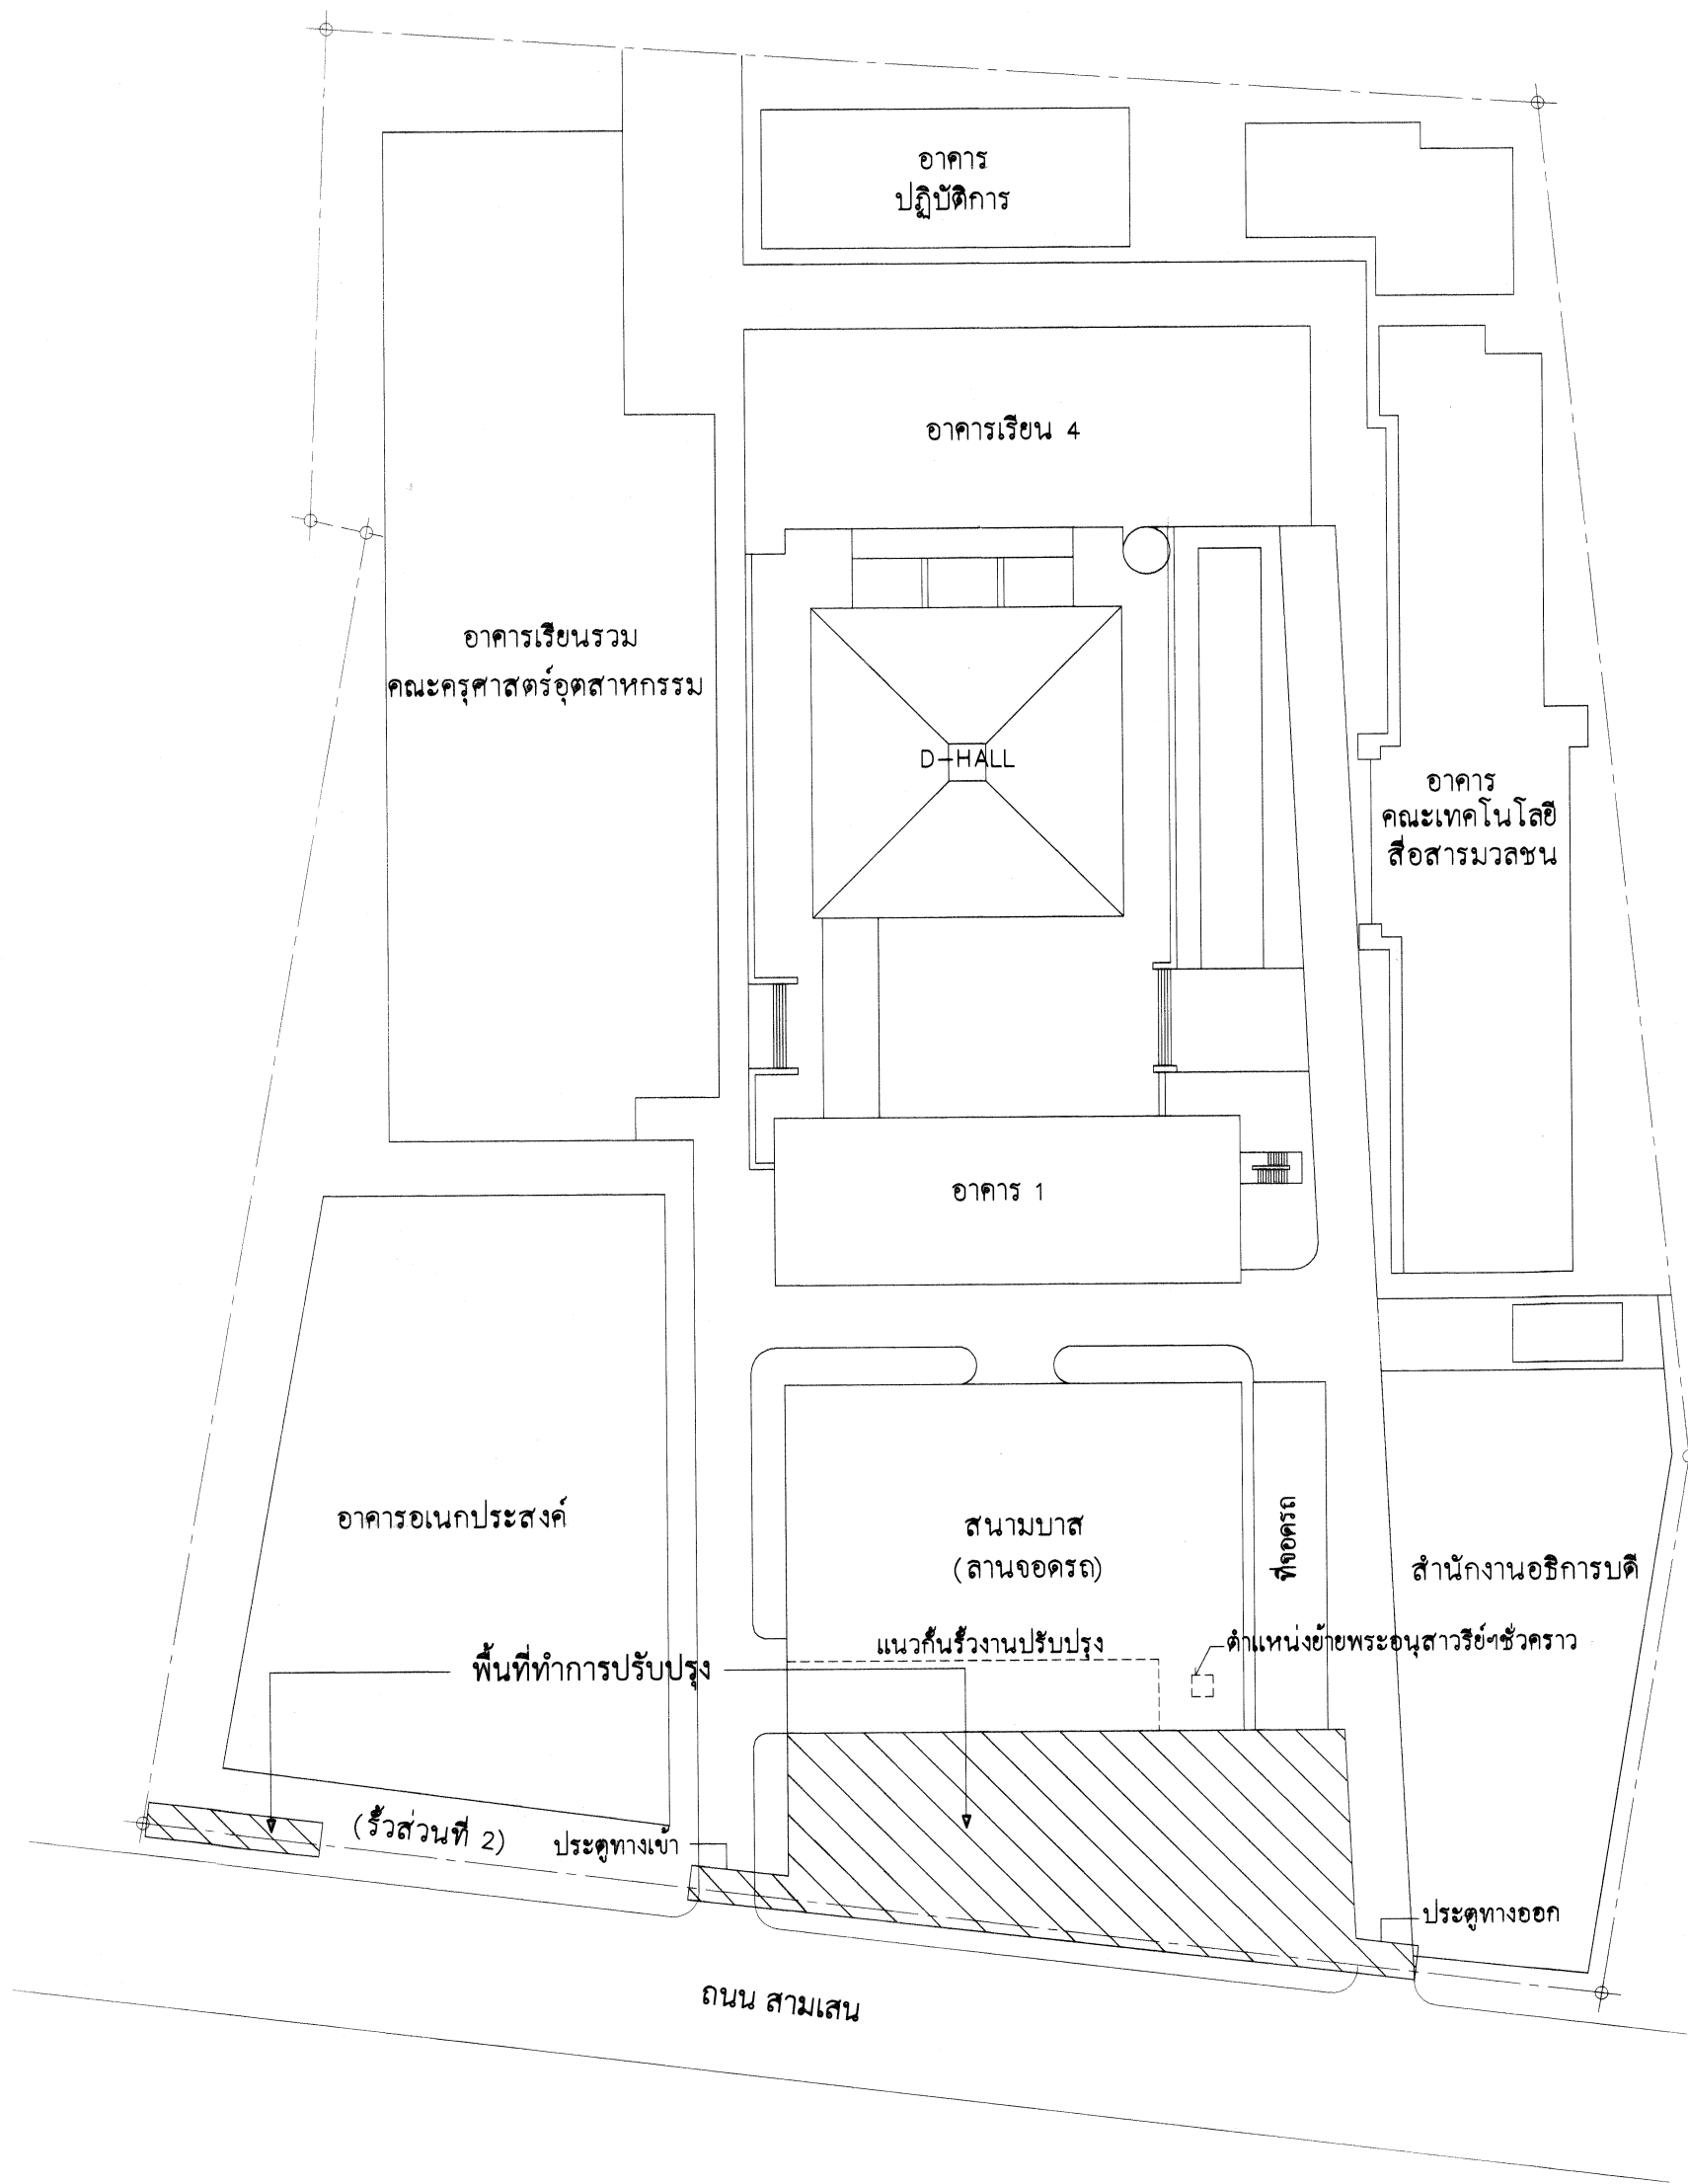 อาคาร
ปฏิบัติการ
อาคารเรียน 4
อาคารเรียนรวม
คณะครุศาสตร์อุตสาหกรรม
D-HALL
อาคาร
คณะเทคโนโลยี
สื่อสารมวลชน
อาคาร 1
อาคารอเนกประสงค์
สนามบาส
(ลานจอดรถ)
ที่จอดรถ
สำนักงานอธิการบดี
แนวกั้นรั้วงานปรับปรุง
ตำแหน่งย้ายพระอนุสาวรีย์ฯชั่วคราว
พื้นที่ทำการปรับปรุง
(รั้วส่วนที่ 2)
ประตูทางเข้า
ประตูทางออก
ถนน สามเสน